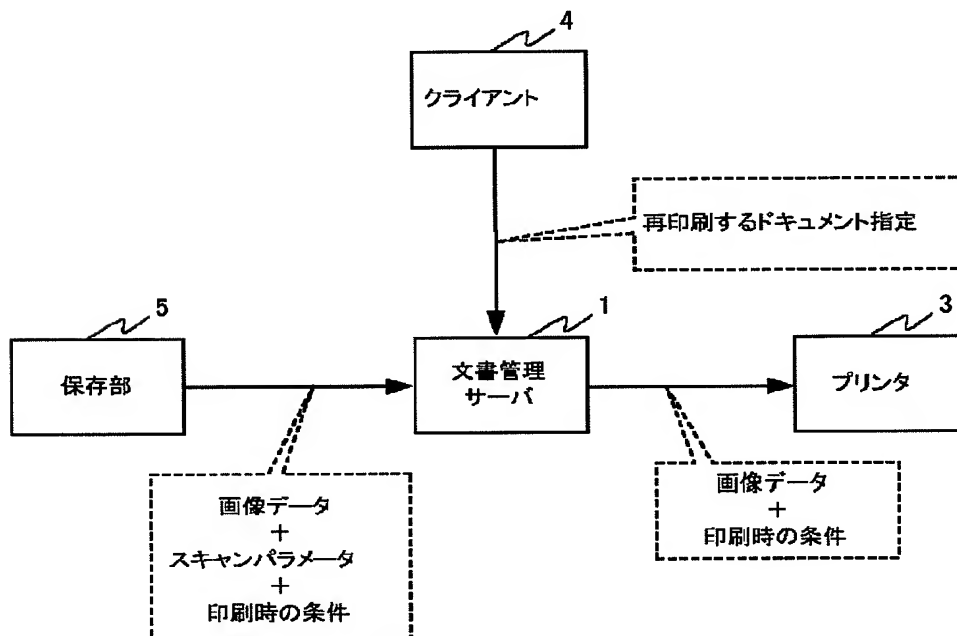 4
クライアント
再印刷するドキュメント指定
5
保存部
1
文書管理
サーバ
3
プリンタ
画像データ
+
スキャンパラメータ
+
印刷時の条件
画像データ
+
印刷時の条件